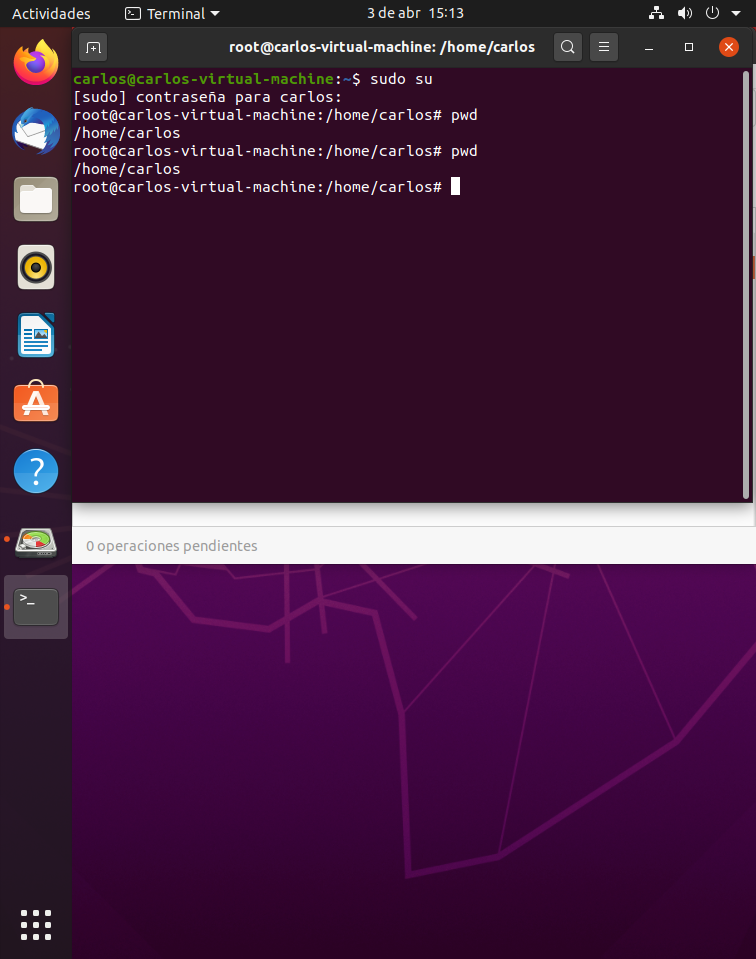 Actividades
Terminal
3 de abr 15:13
root@carlos-virtual-machine: /home/carlos
carlos@carlos-virtual-machine:~$ sudo su
[sudo] contraseña para carlos:
root@carlos-virtual-machine:/home/carlos# pwd
/home/carlos
root@carlos-virtual-machine:/home/carlos# pwd
/home/carlos
root@carlos-virtual-machine:/home/carlos#
0 operaciones pendientes